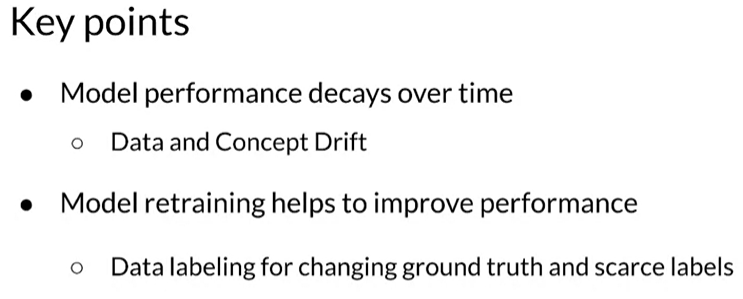 Key points
● Model performance decays over time
○ Data and Concept Drift
● Model retraining helps to improve performance
○ Data labeling for changing ground truth and scarce labels